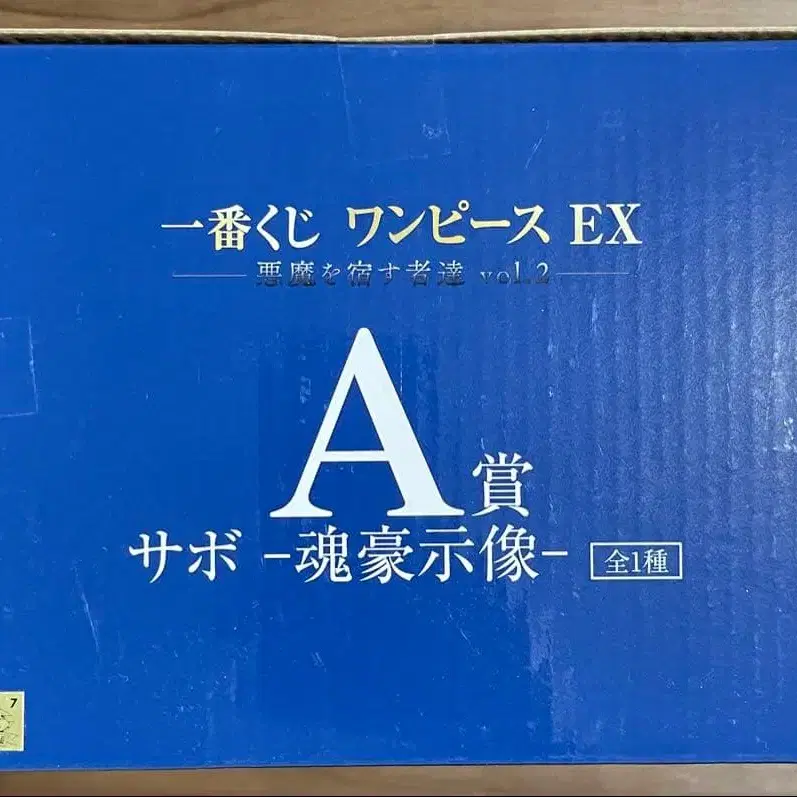 一番くじ ワンピース EX
悪魔を宿す者達 vol.2
A賞
サボ -魂豪示像- 全1種
7